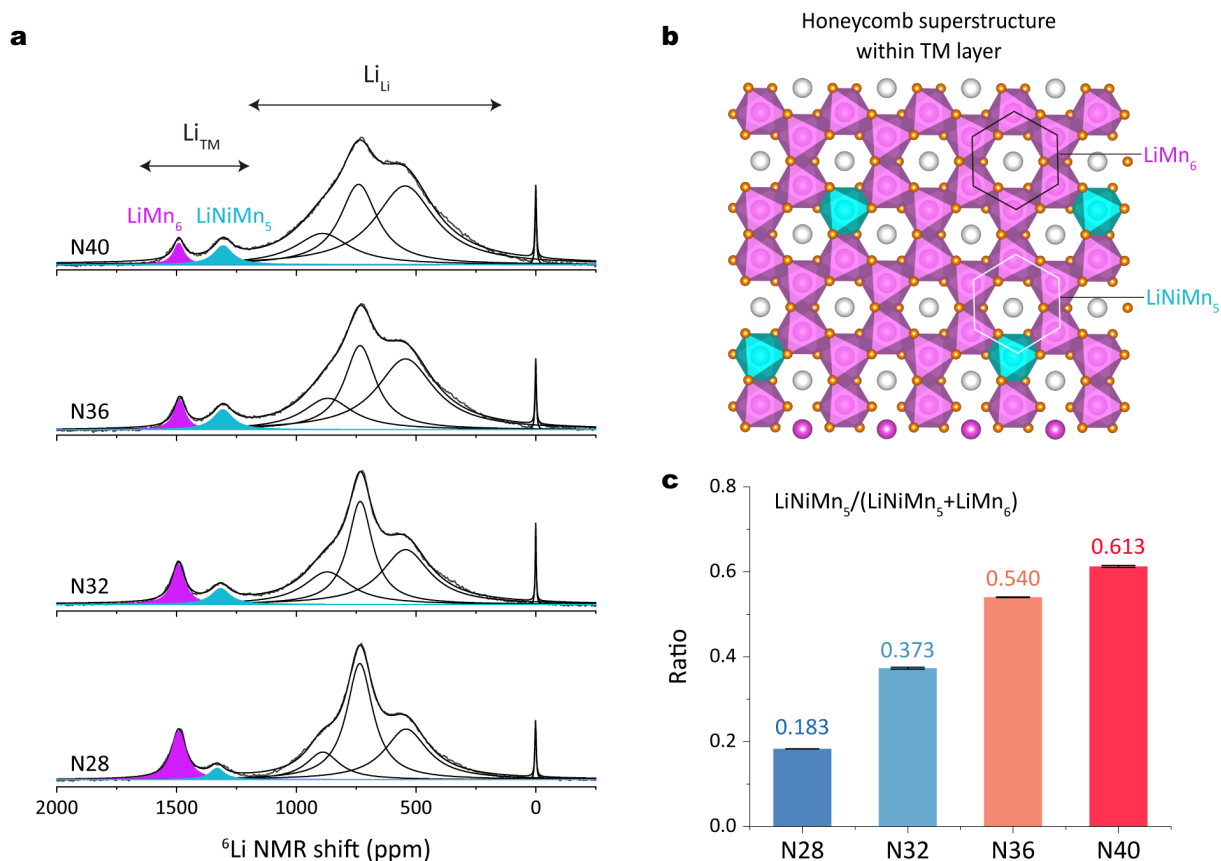 a
Li_Li
Li_TM
LiMn₆
LiNiMn₅
N40
N36
N32
N28
2000
1500
1000
500
0
⁶Li NMR shift (ppm)
b
Honeycomb superstructure
within TM layer
LiMn₆
LiNiMn₅
c
0.8
0.6
0.4
0.2
0.0
Ratio
LiNiMn₅/(LiNiMn₅+LiMn₆)
0.183
0.373
0.540
0.613
N28
N32
N36
N40